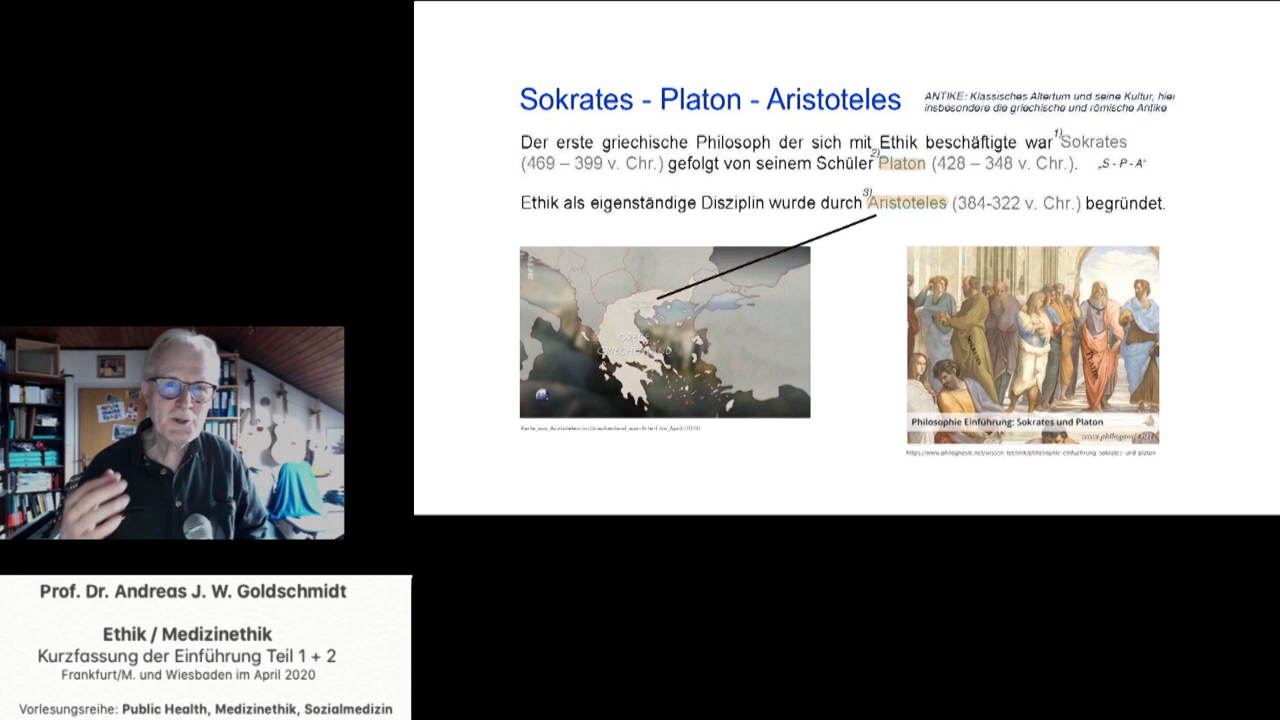 Sokrates - Platon - Aristoteles
ANTIKE: Klassisches Altertum und seine Kultur, hier
insbesondere die griechische und römische Antike
Der erste griechische Philosoph der sich mit Ethik beschäftigte war 1) Sokrates
(469 – 399 v. Chr.) gefolgt von seinem Schüler 2) Platon (428 – 348 v. Chr.). „S - P - A“
Ethik als eigenständige Disziplin wurde durch 3) Aristoteles (384-322 v. Chr.) begründet.
arte
GRIECHENLAND
Philosophie Einführung: Sokrates und Platon
Prof. Dr. Andreas J. W. Goldschmidt
Ethik / Medizinethik
Kurzfassung der Einführung Teil 1 + 2
Frankfurt/M. und Wiesbaden im April 2020
Vorlesungsreihe: Public Health, Medizinethik, Sozialmedizin